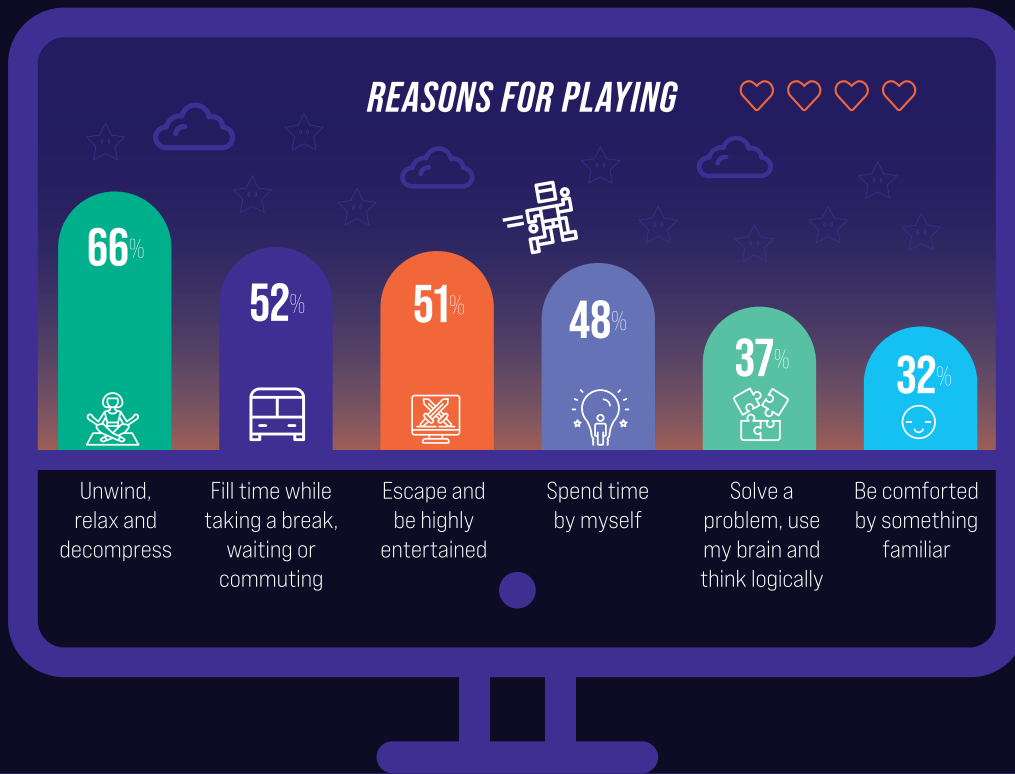 REASONS FOR PLAYING
66%
52%
51%
48%
37%
32%
Unwind,
relax and
decompress
Fill time while
taking a break,
waiting or
commuting
Escape and
be highly
entertained
Spend time
by myself
Solve a
problem, use
my brain and
think logically
Be comforted
by something
familiar